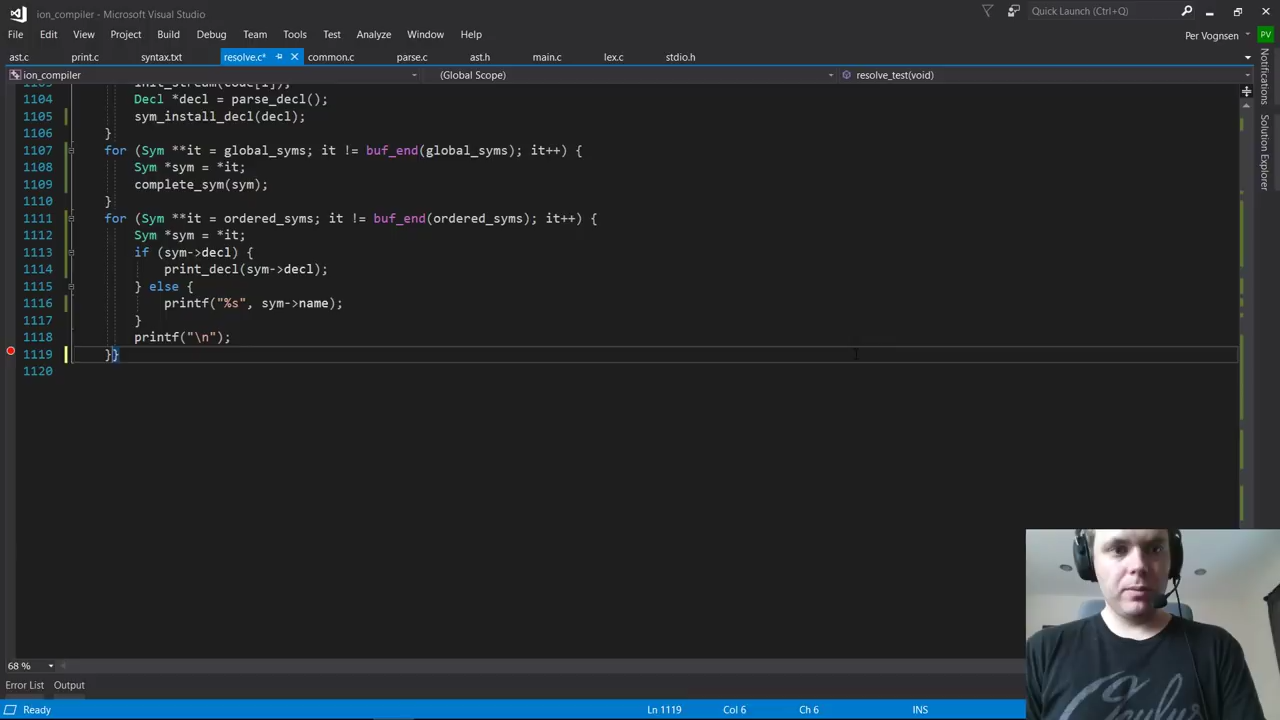 ion_compiler - Microsoft Visual Studio
Quick Launch (Ctrl+Q)
File Edit View Project Build Debug Team Tools Test Analyze Window Help
Per Vognsen PV
ast.c print.c syntax.txt resolve.c* common.c parse.c ast.h main.c lex.c stdio.h
ion_compiler (Global Scope) resolve_test(void)
1103 init_stream(code[i]);
1104 Decl *decl = parse_decl();
1105 sym_install_decl(decl);
1106 }
1107 for (Sym **it = global_syms; it != buf_end(global_syms); it++) {
1108 Sym *sym = *it;
1109 complete_sym(sym);
1110 }
1111 for (Sym **it = ordered_syms; it != buf_end(ordered_syms); it++) {
1112 Sym *sym = *it;
1113 if (sym->decl) {
1114 print_decl(sym->decl);
1115 } else {
1116 printf("%s", sym->name);
1117 }
1118 printf("\n");
1119 }}
1120
Notifications
Solution Explorer
68 %
Error List Output
Ready Ln 1119 Col 6 Ch 6 INS